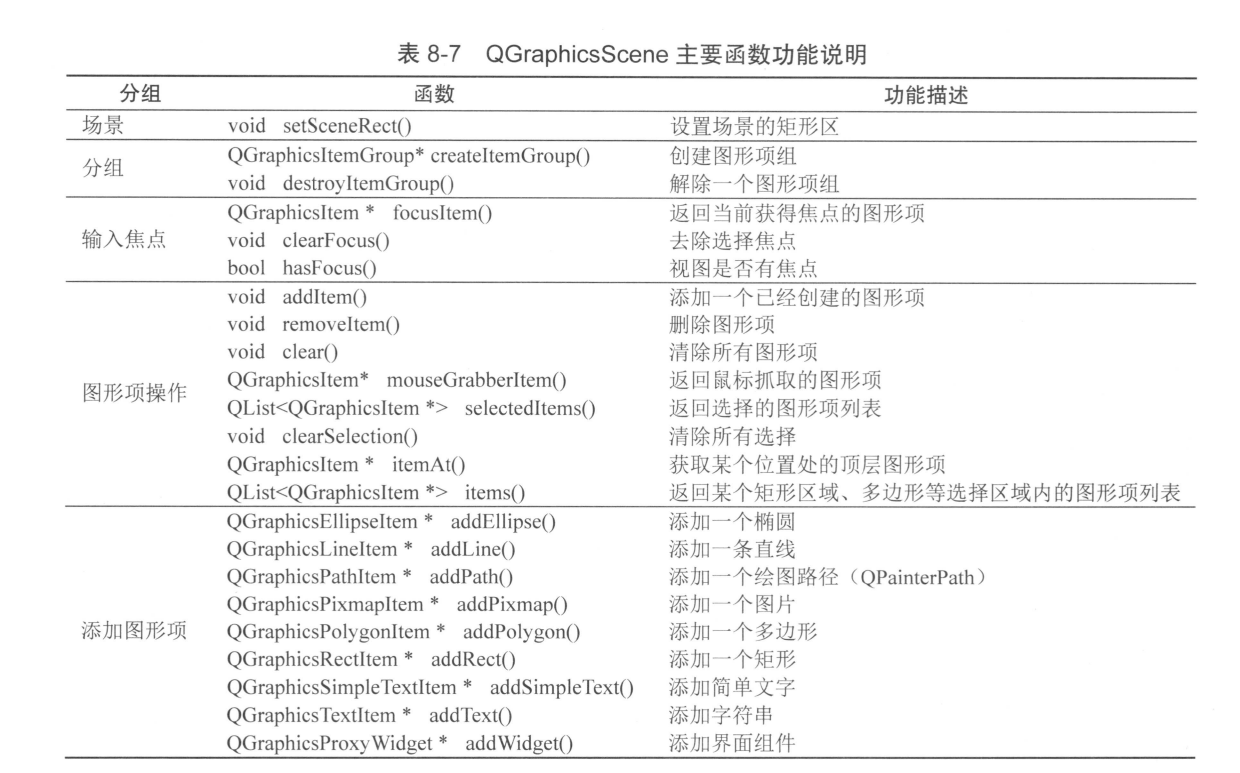 表 8-7 QGraphicsScene 主要函数功能说明
分组 函数 功能描述
场景 void setSceneRect() 设置场景的矩形区
分组 QGraphicsItemGroup* createItemGroup() 创建图形项组
void destroyItemGroup() 解除一个图形项组
输入焦点 QGraphicsItem * focusItem() 返回当前获得焦点的图形项
void clearFocus() 去除选择焦点
bool hasFocus() 视图是否有焦点
图形项操作 void addItem() 添加一个已经创建的图形项
void removeItem() 删除图形项
void clear() 清除所有图形项
QGraphicsItem* mouseGrabberItem() 返回鼠标抓取的图形项
QList<QGraphicsItem *> selectedItems() 返回选择的图形项列表
void clearSelection() 清除所有选择
QGraphicsItem * itemAt() 获取某个位置处的顶层图形项
QList<QGraphicsItem *> items() 返回某个矩形区域、多边形等选择区域内的图形项列表
添加图形项 QGraphicsEllipseItem * addEllipse() 添加一个椭圆
QGraphicsLineItem * addLine() 添加一条直线
QGraphicsPathItem * addPath() 添加一个绘图路径（QPainterPath）
QGraphicsPixmapItem * addPixmap() 添加一个图片
QGraphicsPolygonItem * addPolygon() 添加一个多边形
QGraphicsRectItem * addRect() 添加一个矩形
QGraphicsSimpleTextItem * addSimpleText() 添加简单文字
QGraphicsTextItem * addText() 添加字符串
QGraphicsProxyWidget * addWidget() 添加界面组件